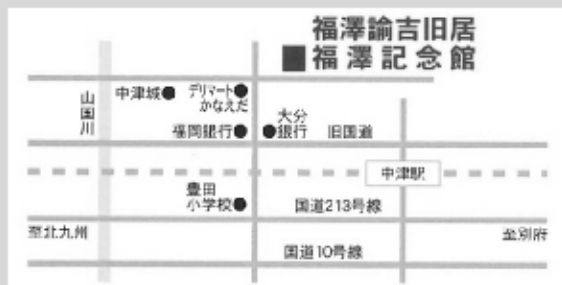 福澤諭吉旧居
■福澤記念館
中津城●
デリマート●
かなえだ
山国川
福岡銀行●
大分
●銀行
旧国道
中津駅
豊田
小学校●
国道213号線
至北九州
至別府
国道10号線